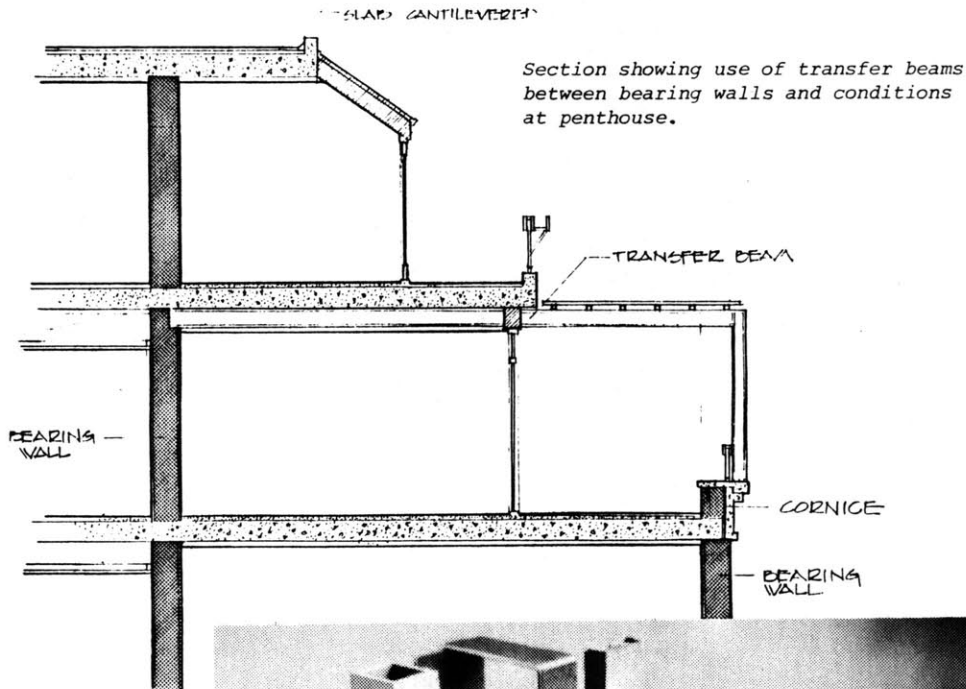 SLAB CANTILEVERED
Section showing use of transfer beams
between bearing walls and conditions
at penthouse.
TRANSFER BEAM
BEARING
WALL
CORNICE
BEARING
WALL